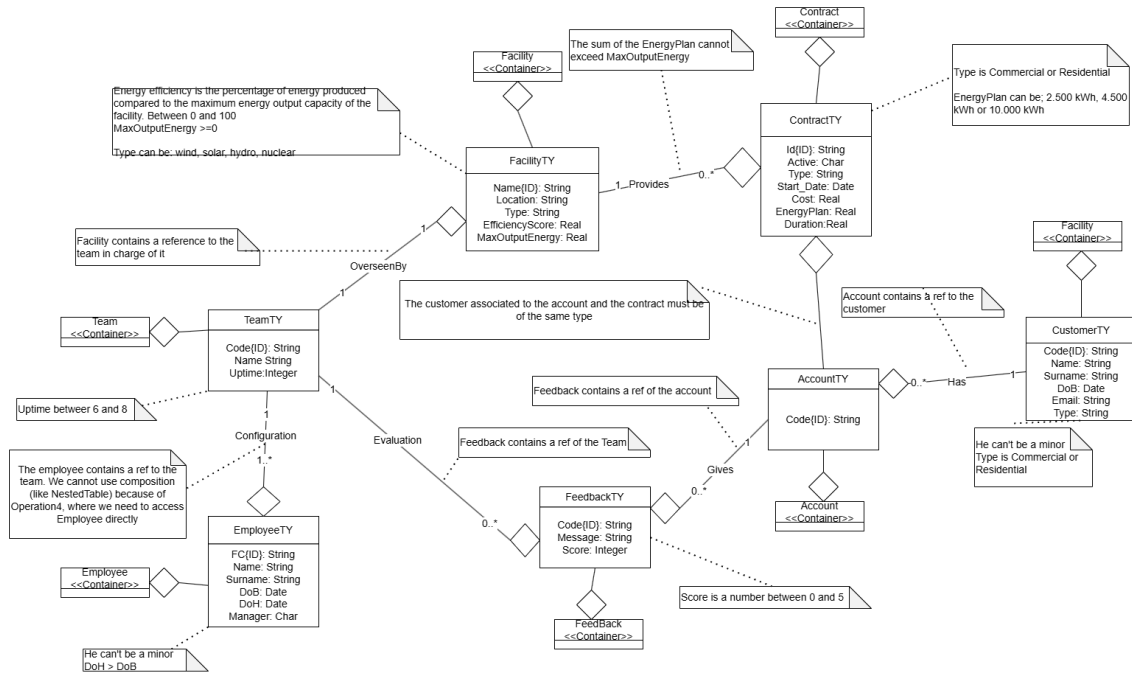 Contract
<<Container>>
The sum of the EnergyPlan cannot
exceed MaxOutputEnergy
Facility
<<Container>>
Type is Commercial or Residential
EnergyPlan can be; 2.500 kWh, 4.500
kWh or 10.000 kWh
Energy efficiency is the percentage of energy produced
compared to the maximum energy output capacity of the
facility. Between 0 and 100
MaxOutputEnergy >=0
Type can be: wind, solar, hydro, nuclear
ContractTY
Id{ID}: String
Active: Char
Type: String
Start_Date: Date
Cost: Real
EnergyPlan: Real
Duration:Real
FacilityTY
Name{ID}: String
Location: String
Type: String
EfficiencyScore: Real
MaxOutputEnergy: Real
1
Provides
0..*
Facility
<<Container>>
Facility contains a reference to the
team in charge of it
1
OverseenBy
1
The customer associated to the account and the contract must be
of the same type
Account contains a ref to the
customer
Team
<<Container>>
TeamTY
Code{ID}: String
Name String
Uptime:Integer
CustomerTY
Code{ID}: String
Name: String
Surname: String
DoB: Date
Email: String
Type: String
AccountTY
Code{ID}: String
0..*
Has
1
Feedback contains a ref of the account
Uptime between 6 and 8
1
Configuration
1..*
1
Evaluation
0..*
Feedback contains a ref of the Team
1
Gives
0..*
He can't be a minor
Type is Commercial or
Residential
The employee contains a ref to the
team. We cannot use composition
(like NestedTable) because of
Operation4, where we need to access
Employee directly
FeedbackTY
Code{ID}: String
Message: String
Score: Integer
Account
<<Container>>
EmployeeTY
FC{ID}: String
Name: String
Surname: String
DoB: Date
DoH: Date
Manager: Char
Employee
<<Container>>
Score is a number between 0 and 5
FeedBack
<<Container>>
He can't be a minor
DoH > DoB